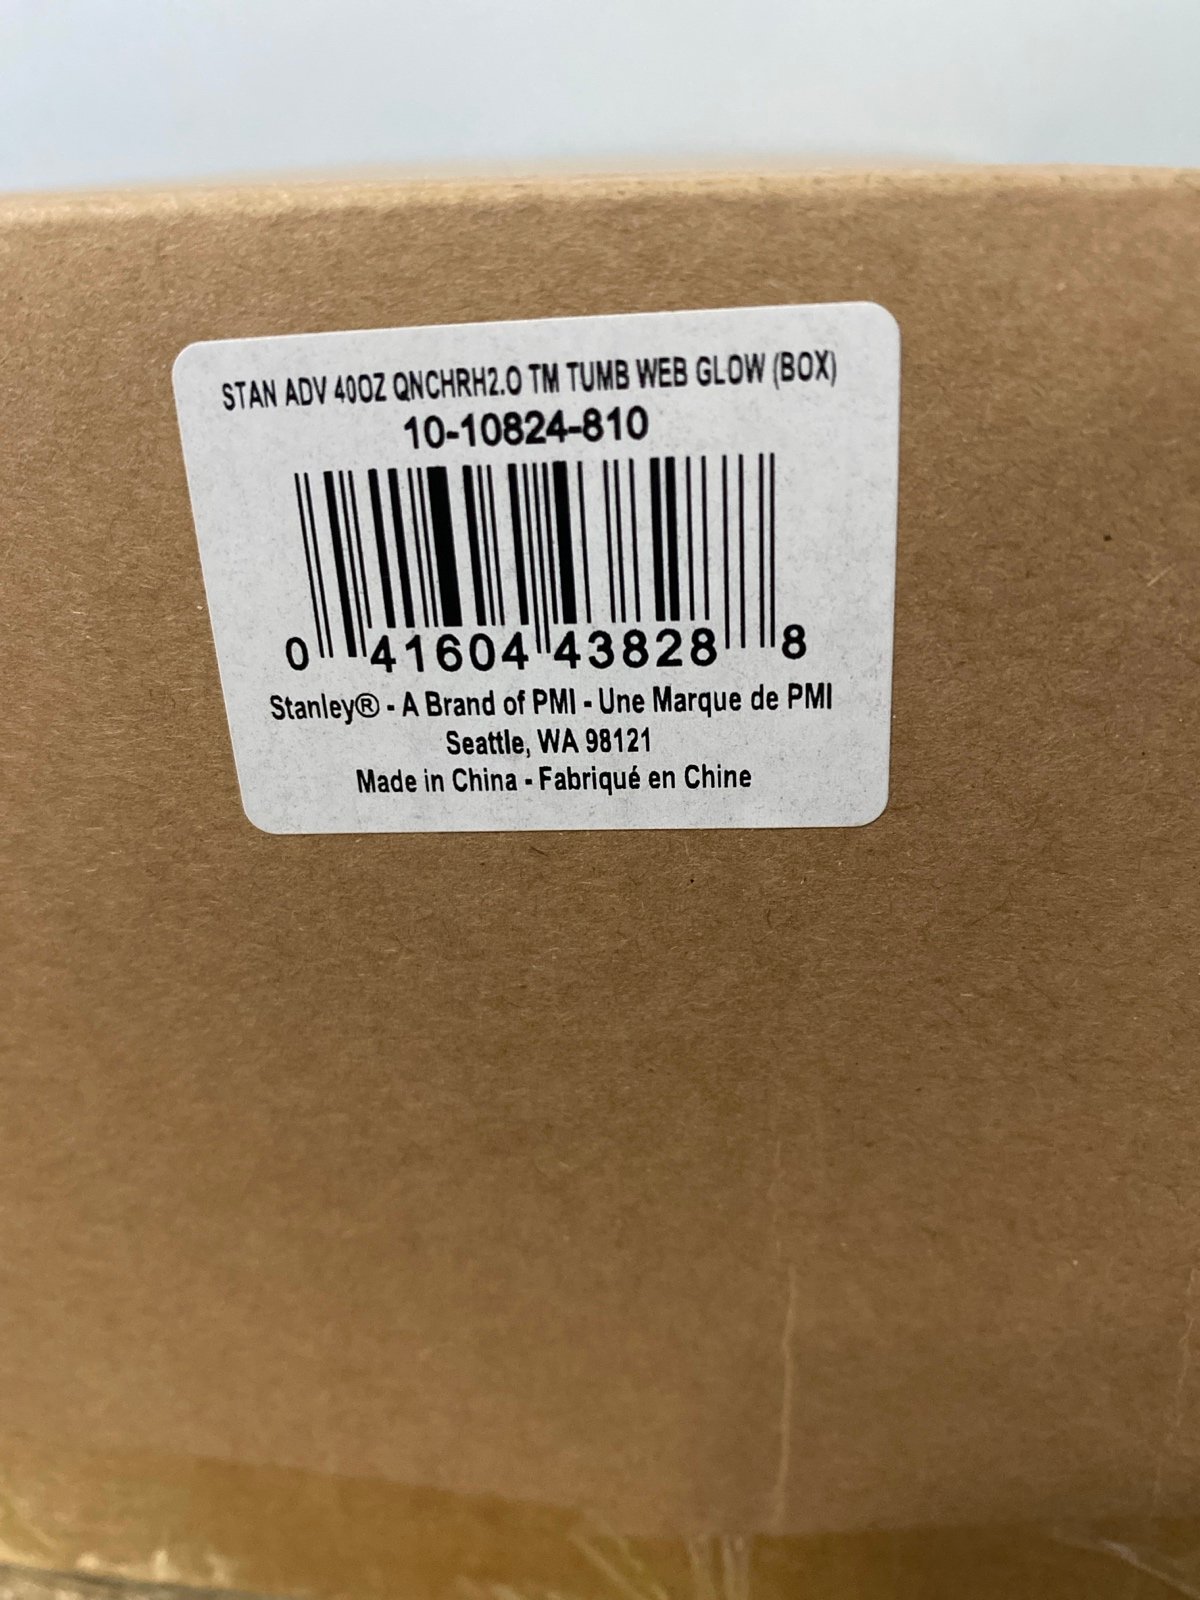 STAN ADV 40OZ QNCHRH2.O TM TUMB WEB GLOW (BOX)
10-10824-810
0 41604 43828 8
Stanley® - A Brand of PMI - Une Marque de PMI
Seattle, WA 98121
Made in China - Fabriqué en Chine